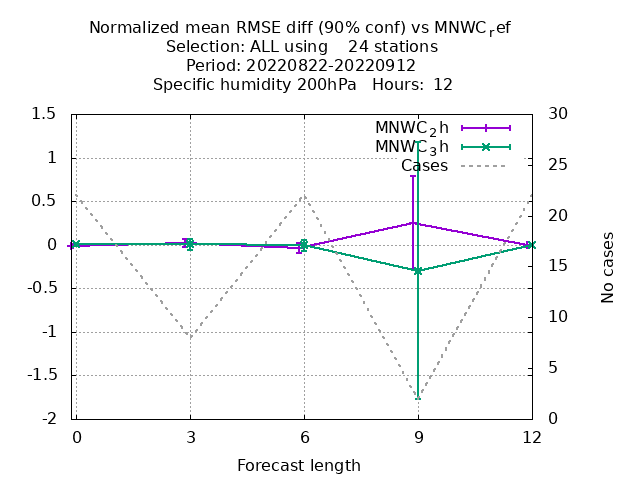 Normalized mean RMSE diff (90% conf) vs MNWC_ref
Selection: ALL using 24 stations
Period: 20220822-20220912
Specific humidity 200hPa Hours: 12
1.5
1
0.5
0
-0.5
-1
-1.5
-2
30
25
20
15
10
5
0
MNWC_2h
MNWC_3h
Cases
No cases
0 3 6 9 12
Forecast length